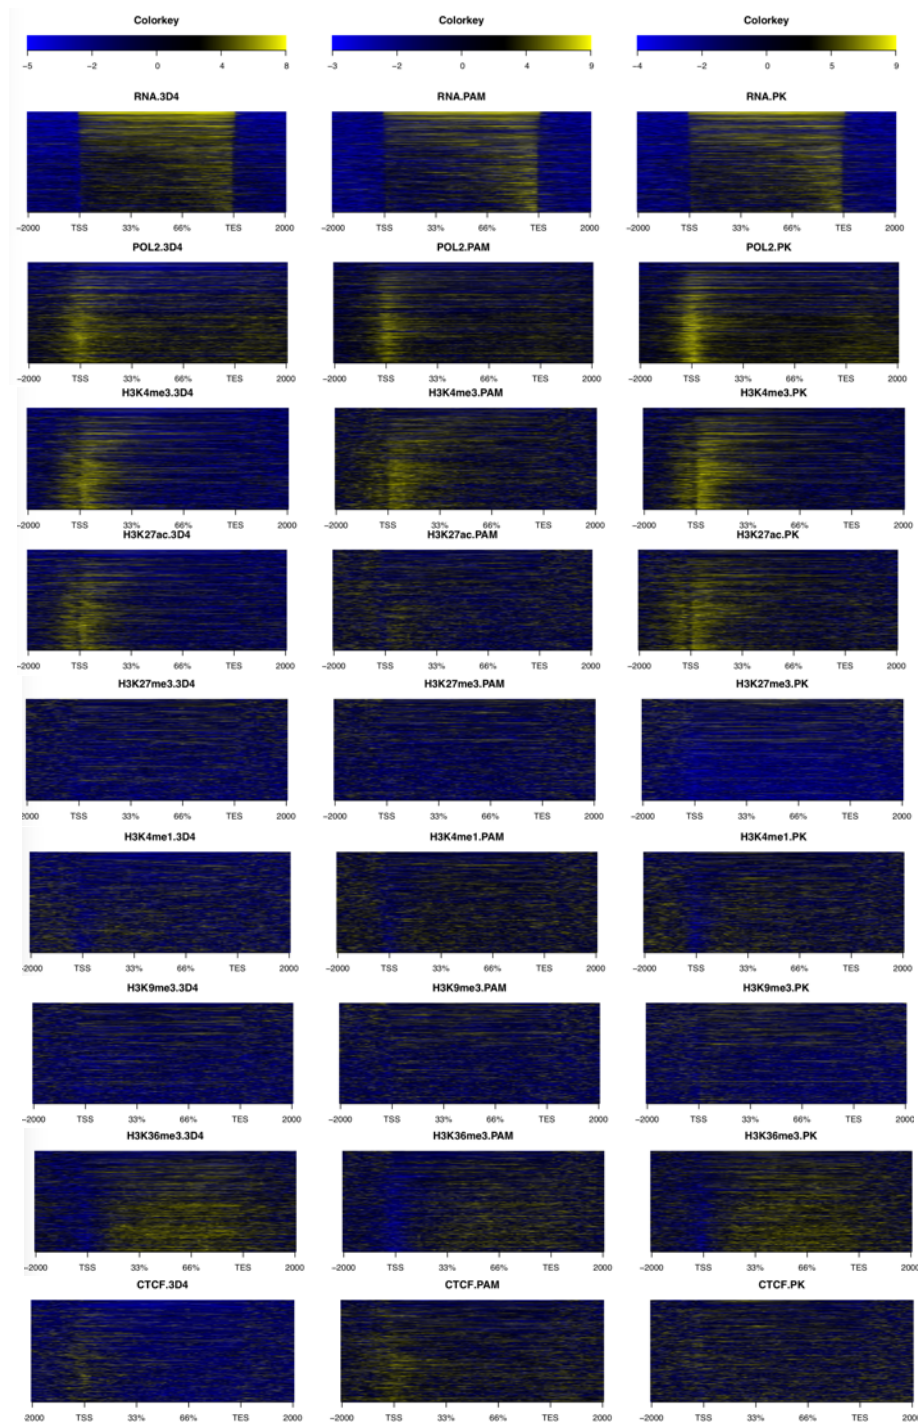 Colorkey Colorkey Colorkey
−5 −2 0 4 8 −3 −2 0 4 9 −4 −2 0 5 9
RNA.3D4 RNA.PAM RNA.PK
−2000 TSS 33% 66% TES 2000 −2000 TSS 33% 66% TES 2000 −2000 TSS 33% 66% TES 2000
POL2.3D4 POL2.PAM POL2.PK
−2000 TSS 33% 66% TES 2000 −2000 TSS 33% 66% TES 2000 −2000 TSS 33% 66% TES 2000
H3K4me3.3D4 H3K4me3.PAM H3K4me3.PK
−2000 TSS 33% 66% TES 2000 −2000 TSS 33% 66% TES 2000 −2000 TSS 33% 66% TES 2000
H3K27ac.3D4 H3K27ac.PAM H3K27ac.PK
−2000 TSS 33% 66% TES 2000 −2000 TSS 33% 66% TES 2000 −2000 TSS 33% 66% TES 2000
H3K27me3.3D4 H3K27me3.PAM H3K27me3.PK
2000 TSS 33% 66% TES 2000 −2000 TSS 33% 66% TES 2000 −2000 TSS 33% 66% TES 2000
H3K4me1.3D4 H3K4me1.PAM H3K4me1.PK
−2000 TSS 33% 66% TES 2000 −2000 TSS 33% 66% TES 2000 −2000 TSS 33% 66% TES 2000
H3K9me3.3D4 H3K9me3.PAM H3K9me3.PK
−2000 TSS 33% 66% TES 2000 −2000 TSS 33% 66% TES 2000 −2000 TSS 33% 66% TES 2000
H3K36me3.3D4 H3K36me3.PAM H3K36me3.PK
−2000 TSS 33% 66% TES 2000 −2000 TSS 33% 66% TES 2000 −2000 TSS 33% 66% TES 2000
CTCF.3D4 CTCF.PAM CTCF.PK
2000 TSS 33% 66% TES 2000 −2000 TSS 33% 66% TES 2000 −2000 TSS 33% 66% TES 2000